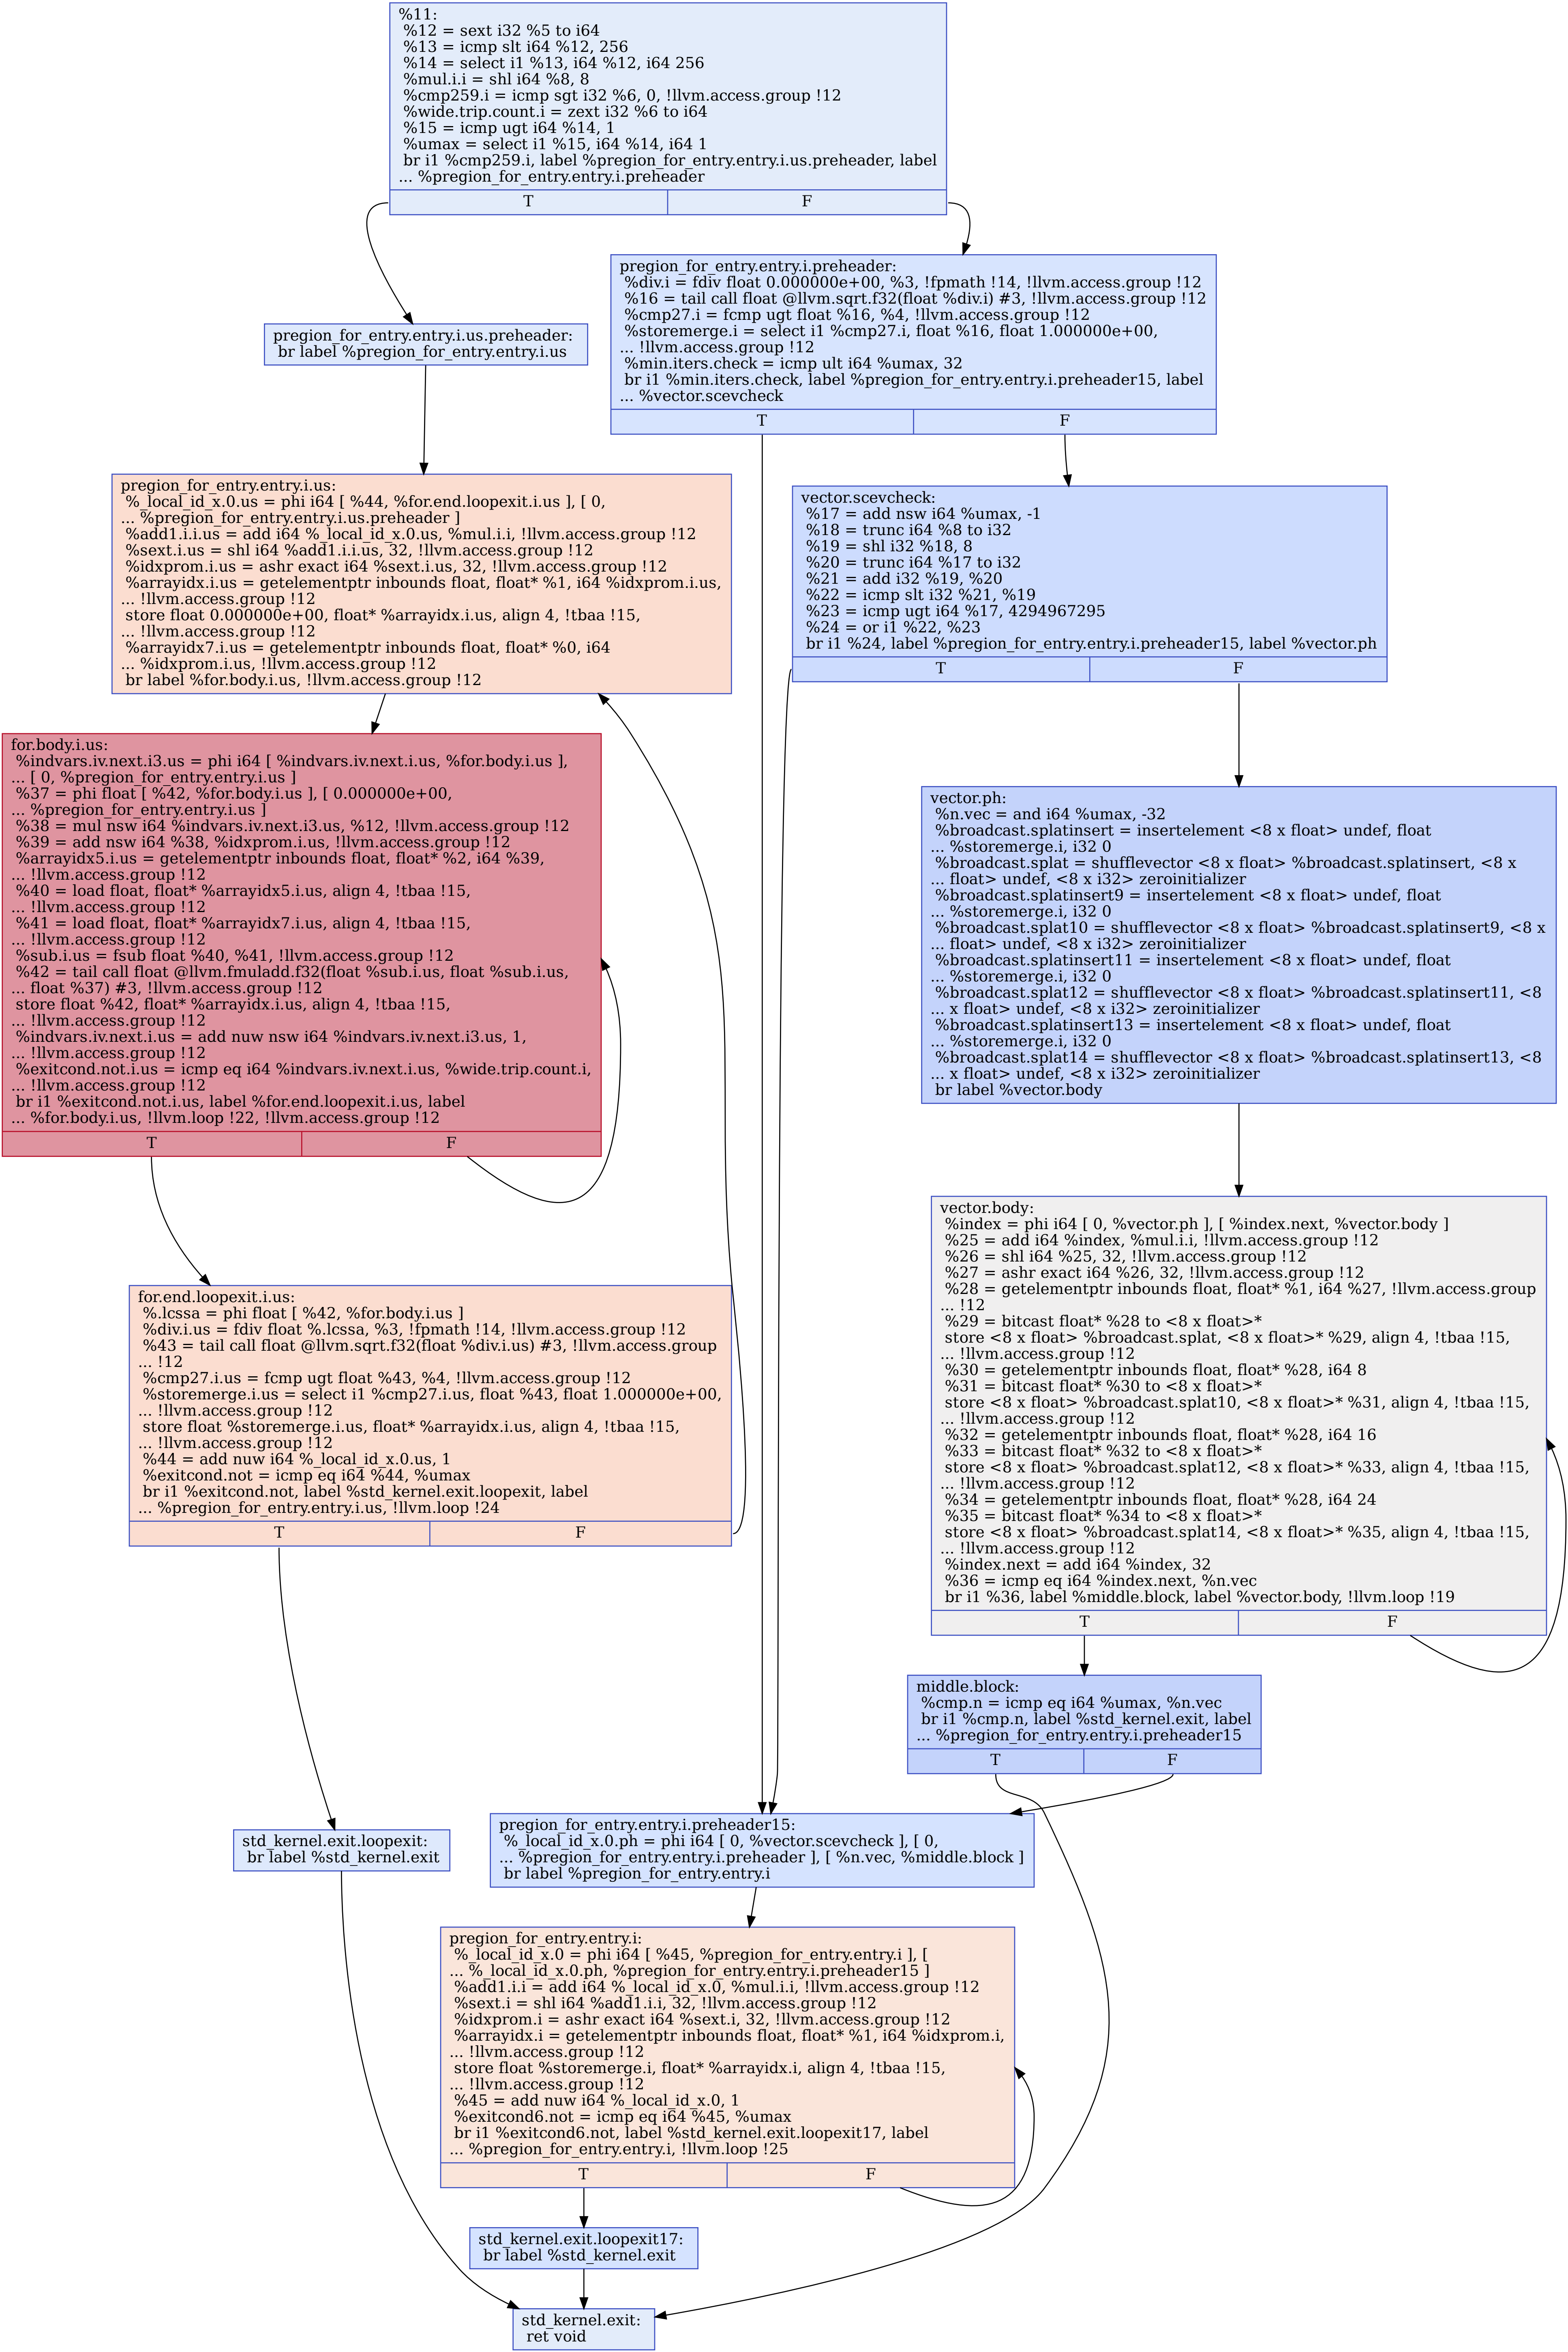 %11:
%12 = sext i32 %5 to i64
%13 = icmp slt i64 %12, 256
%14 = select i1 %13, i64 %12, i64 256
%mul.i.i = shl i64 %8, 8
%cmp259.i = icmp sgt i32 %6, 0, !llvm.access.group !12
%wide.trip.count.i = zext i32 %6 to i64
%15 = icmp ugt i64 %14, 1
%umax = select i1 %15, i64 %14, i64 1
br i1 %cmp259.i, label %pregion_for_entry.entry.i.us.preheader, label
... %pregion_for_entry.entry.i.preheader
T F
pregion_for_entry.entry.i.preheader:
%div.i = fdiv float 0.000000e+00, %3, !fpmath !14, !llvm.access.group !12
%16 = tail call float @llvm.sqrt.f32(float %div.i) #3, !llvm.access.group !12
%cmp27.i = fcmp ugt float %16, %4, !llvm.access.group !12
%storemerge.i = select i1 %cmp27.i, float %16, float 1.000000e+00,
... !llvm.access.group !12
%min.iters.check = icmp ult i64 %umax, 32
br i1 %min.iters.check, label %pregion_for_entry.entry.i.preheader15, label
... %vector.scevcheck
T F
pregion_for_entry.entry.i.us.preheader:
br label %pregion_for_entry.entry.i.us
pregion_for_entry.entry.i.us:
%_local_id_x.0.us = phi i64 [ %44, %for.end.loopexit.i.us ], [ 0,
... %pregion_for_entry.entry.i.us.preheader ]
%add1.i.i.us = add i64 %_local_id_x.0.us, %mul.i.i, !llvm.access.group !12
%sext.i.us = shl i64 %add1.i.i.us, 32, !llvm.access.group !12
%idxprom.i.us = ashr exact i64 %sext.i.us, 32, !llvm.access.group !12
%arrayidx.i.us = getelementptr inbounds float, float* %1, i64 %idxprom.i.us,
... !llvm.access.group !12
store float 0.000000e+00, float* %arrayidx.i.us, align 4, !tbaa !15,
... !llvm.access.group !12
%arrayidx7.i.us = getelementptr inbounds float, float* %0, i64
... %idxprom.i.us, !llvm.access.group !12
br label %for.body.i.us, !llvm.access.group !12
vector.scevcheck:
%17 = add nsw i64 %umax, -1
%18 = trunc i64 %8 to i32
%19 = shl i32 %18, 8
%20 = trunc i64 %17 to i32
%21 = add i32 %19, %20
%22 = icmp slt i32 %21, %19
%23 = icmp ugt i64 %17, 4294967295
%24 = or i1 %22, %23
br i1 %24, label %pregion_for_entry.entry.i.preheader15, label %vector.ph
T F
for.body.i.us:
%indvars.iv.next.i3.us = phi i64 [ %indvars.iv.next.i.us, %for.body.i.us ],
... [ 0, %pregion_for_entry.entry.i.us ]
%37 = phi float [ %42, %for.body.i.us ], [ 0.000000e+00,
... %pregion_for_entry.entry.i.us ]
%38 = mul nsw i64 %indvars.iv.next.i3.us, %12, !llvm.access.group !12
%39 = add nsw i64 %38, %idxprom.i.us, !llvm.access.group !12
%arrayidx5.i.us = getelementptr inbounds float, float* %2, i64 %39,
... !llvm.access.group !12
%40 = load float, float* %arrayidx5.i.us, align 4, !tbaa !15,
... !llvm.access.group !12
%41 = load float, float* %arrayidx7.i.us, align 4, !tbaa !15,
... !llvm.access.group !12
%sub.i.us = fsub float %40, %41, !llvm.access.group !12
%42 = tail call float @llvm.fmuladd.f32(float %sub.i.us, float %sub.i.us,
... float %37) #3, !llvm.access.group !12
store float %42, float* %arrayidx.i.us, align 4, !tbaa !15,
... !llvm.access.group !12
%indvars.iv.next.i.us = add nuw nsw i64 %indvars.iv.next.i3.us, 1,
... !llvm.access.group !12
%exitcond.not.i.us = icmp eq i64 %indvars.iv.next.i.us, %wide.trip.count.i,
... !llvm.access.group !12
br i1 %exitcond.not.i.us, label %for.end.loopexit.i.us, label
... %for.body.i.us, !llvm.loop !22, !llvm.access.group !12
T F
vector.ph:
%n.vec = and i64 %umax, -32
%broadcast.splatinsert = insertelement <8 x float> undef, float
... %storemerge.i, i32 0
%broadcast.splat = shufflevector <8 x float> %broadcast.splatinsert, <8 x
... float> undef, <8 x i32> zeroinitializer
%broadcast.splatinsert9 = insertelement <8 x float> undef, float
... %storemerge.i, i32 0
%broadcast.splat10 = shufflevector <8 x float> %broadcast.splatinsert9, <8 x
... float> undef, <8 x i32> zeroinitializer
%broadcast.splatinsert11 = insertelement <8 x float> undef, float
... %storemerge.i, i32 0
%broadcast.splat12 = shufflevector <8 x float> %broadcast.splatinsert11, <8
... x float> undef, <8 x i32> zeroinitializer
%broadcast.splatinsert13 = insertelement <8 x float> undef, float
... %storemerge.i, i32 0
%broadcast.splat14 = shufflevector <8 x float> %broadcast.splatinsert13, <8
... x float> undef, <8 x i32> zeroinitializer
br label %vector.body
vector.body:
%index = phi i64 [ 0, %vector.ph ], [ %index.next, %vector.body ]
%25 = add i64 %index, %mul.i.i, !llvm.access.group !12
%26 = shl i64 %25, 32, !llvm.access.group !12
%27 = ashr exact i64 %26, 32, !llvm.access.group !12
%28 = getelementptr inbounds float, float* %1, i64 %27, !llvm.access.group
... !12
%29 = bitcast float* %28 to <8 x float>*
store <8 x float> %broadcast.splat, <8 x float>* %29, align 4, !tbaa !15,
... !llvm.access.group !12
%30 = getelementptr inbounds float, float* %28, i64 8
%31 = bitcast float* %30 to <8 x float>*
store <8 x float> %broadcast.splat10, <8 x float>* %31, align 4, !tbaa !15,
... !llvm.access.group !12
%32 = getelementptr inbounds float, float* %28, i64 16
%33 = bitcast float* %32 to <8 x float>*
store <8 x float> %broadcast.splat12, <8 x float>* %33, align 4, !tbaa !15,
... !llvm.access.group !12
%34 = getelementptr inbounds float, float* %28, i64 24
%35 = bitcast float* %34 to <8 x float>*
store <8 x float> %broadcast.splat14, <8 x float>* %35, align 4, !tbaa !15,
... !llvm.access.group !12
%index.next = add i64 %index, 32
%36 = icmp eq i64 %index.next, %n.vec
br i1 %36, label %middle.block, label %vector.body, !llvm.loop !19
T F
for.end.loopexit.i.us:
%.lcssa = phi float [ %42, %for.body.i.us ]
%div.i.us = fdiv float %.lcssa, %3, !fpmath !14, !llvm.access.group !12
%43 = tail call float @llvm.sqrt.f32(float %div.i.us) #3, !llvm.access.group
... !12
%cmp27.i.us = fcmp ugt float %43, %4, !llvm.access.group !12
%storemerge.i.us = select i1 %cmp27.i.us, float %43, float 1.000000e+00,
... !llvm.access.group !12
store float %storemerge.i.us, float* %arrayidx.i.us, align 4, !tbaa !15,
... !llvm.access.group !12
%44 = add nuw i64 %_local_id_x.0.us, 1
%exitcond.not = icmp eq i64 %44, %umax
br i1 %exitcond.not, label %std_kernel.exit.loopexit, label
... %pregion_for_entry.entry.i.us, !llvm.loop !24
T F
middle.block:
%cmp.n = icmp eq i64 %umax, %n.vec
br i1 %cmp.n, label %std_kernel.exit, label
... %pregion_for_entry.entry.i.preheader15
T F
std_kernel.exit.loopexit:
br label %std_kernel.exit
pregion_for_entry.entry.i.preheader15:
%_local_id_x.0.ph = phi i64 [ 0, %vector.scevcheck ], [ 0,
... %pregion_for_entry.entry.i.preheader ], [ %n.vec, %middle.block ]
br label %pregion_for_entry.entry.i
pregion_for_entry.entry.i:
%_local_id_x.0 = phi i64 [ %45, %pregion_for_entry.entry.i ], [
... %_local_id_x.0.ph, %pregion_for_entry.entry.i.preheader15 ]
%add1.i.i = add i64 %_local_id_x.0, %mul.i.i, !llvm.access.group !12
%sext.i = shl i64 %add1.i.i, 32, !llvm.access.group !12
%idxprom.i = ashr exact i64 %sext.i, 32, !llvm.access.group !12
%arrayidx.i = getelementptr inbounds float, float* %1, i64 %idxprom.i,
... !llvm.access.group !12
store float %storemerge.i, float* %arrayidx.i, align 4, !tbaa !15,
... !llvm.access.group !12
%45 = add nuw i64 %_local_id_x.0, 1
%exitcond6.not = icmp eq i64 %45, %umax
br i1 %exitcond6.not, label %std_kernel.exit.loopexit17, label
... %pregion_for_entry.entry.i, !llvm.loop !25
T F
std_kernel.exit.loopexit17:
br label %std_kernel.exit
std_kernel.exit:
ret void